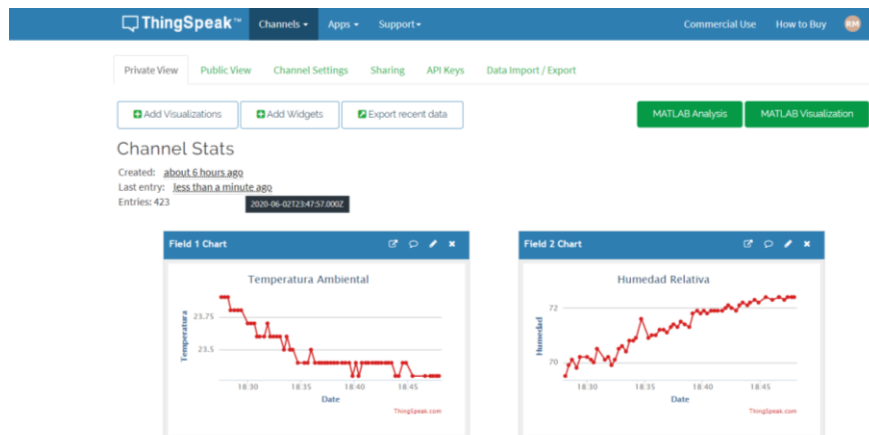 ThingSpeak™ Channels Apps Support Commercial Use How to Buy RM
Private View Public View Channel Settings Sharing API Keys Data Import / Export
Add Visualizations Add Widgets Export recent data MATLAB Analysis MATLAB Visualization
Channel Stats
Created: about 6 hours ago
Last entry: less than a minute ago
Entries: 423
2020-06-02T23:47:57.000Z
Field 1 Chart
Temperatura Ambiental
Temperatura
23.75
23.5
18:30 18:35 18:40 18:45
Date
ThingSpeak.com
Field 2 Chart
Humedad Relativa
Humedad
72
70
18:30 18:35 18:40 18:45
Date
ThingSpeak.com